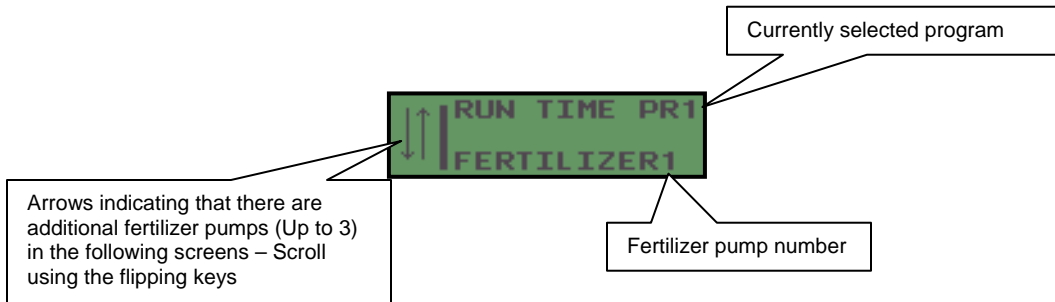 Currently selected program
RUN TIME PR1
FERTILIZER1
Arrows indicating that there are
additional fertilizer pumps (Up to 3)
in the following screens – Scroll
using the flipping keys
Fertilizer pump number